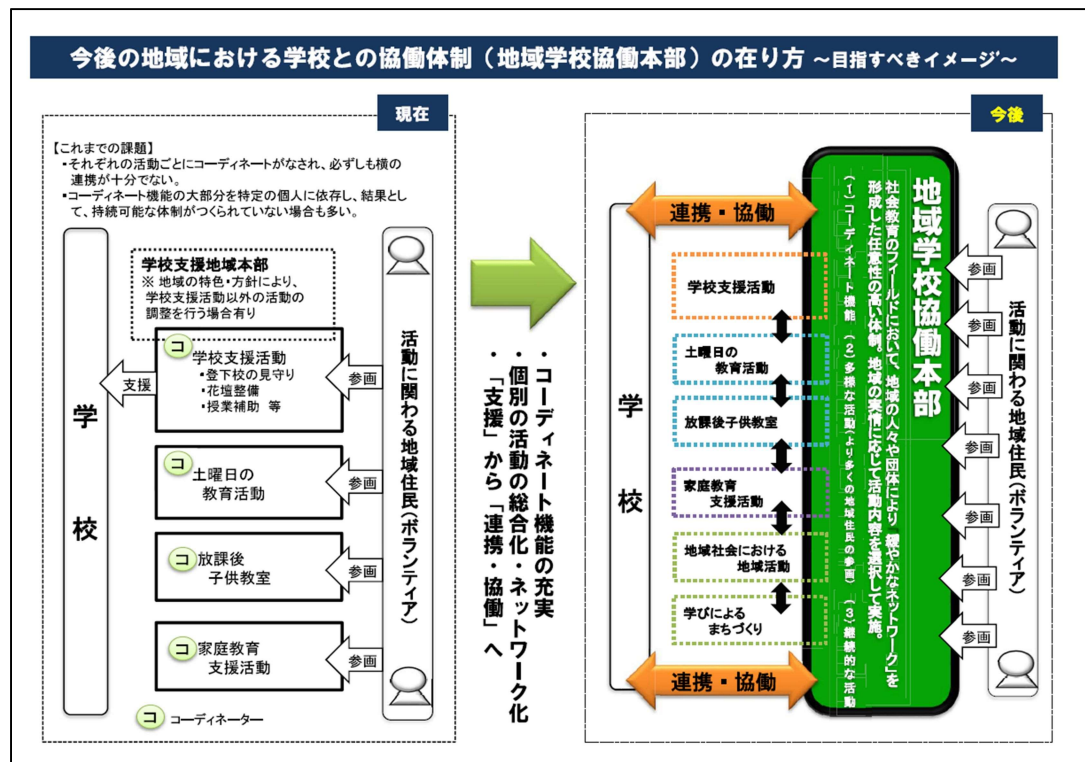 今後の地域における学校との協働体制（地域学校協働本部）の在り方 ～目指すべきイメージ～
現在
【これまでの課題】
・それぞれの活動ごとにコーディネートがなされ、必ずしも横の
連携が十分でない。
・コーディネート機能の大部分を特定の個人に依存し、結果とし
て、持続可能な体制がつくられていない場合も多い。
学校
学校支援地域本部
※ 地域の特色・方針により、
学校支援活動以外の活動の
調整を行う場合有り
支援
コ
学校支援活動
・登下校の見守り
・花壇整備
・授業補助 等
参画
コ
土曜日の
教育活動
参画
コ
放課後
子供教室
参画
コ
家庭教育
支援活動
参画
活動に関わる地域住民（ボランティア）
コ コーディネーター
・コーディネート機能の充実
・個別の活動の総合化・ネットワーク化
・「支援」から「連携・協働」へ
今後
学校
連携・協働
学校支援活動
土曜日の
教育活動
放課後子供教室
家庭教育
支援活動
地域社会における
地域活動
学びによる
まちづくり
連携・協働
地域学校協働本部
社会教育のフィールドにおいて、地域の人々や団体により「緩やかなネットワーク」を
形成した任意性の高い体制。地域の実情に応じて活動内容を選択して実施。
（１）コーディネート機能 （２）多様な活動（より多くの地域住民の参画） （３）継続的な活動
参画
参画
参画
参画
参画
参画
参画
活動に関わる地域住民（ボランティア）